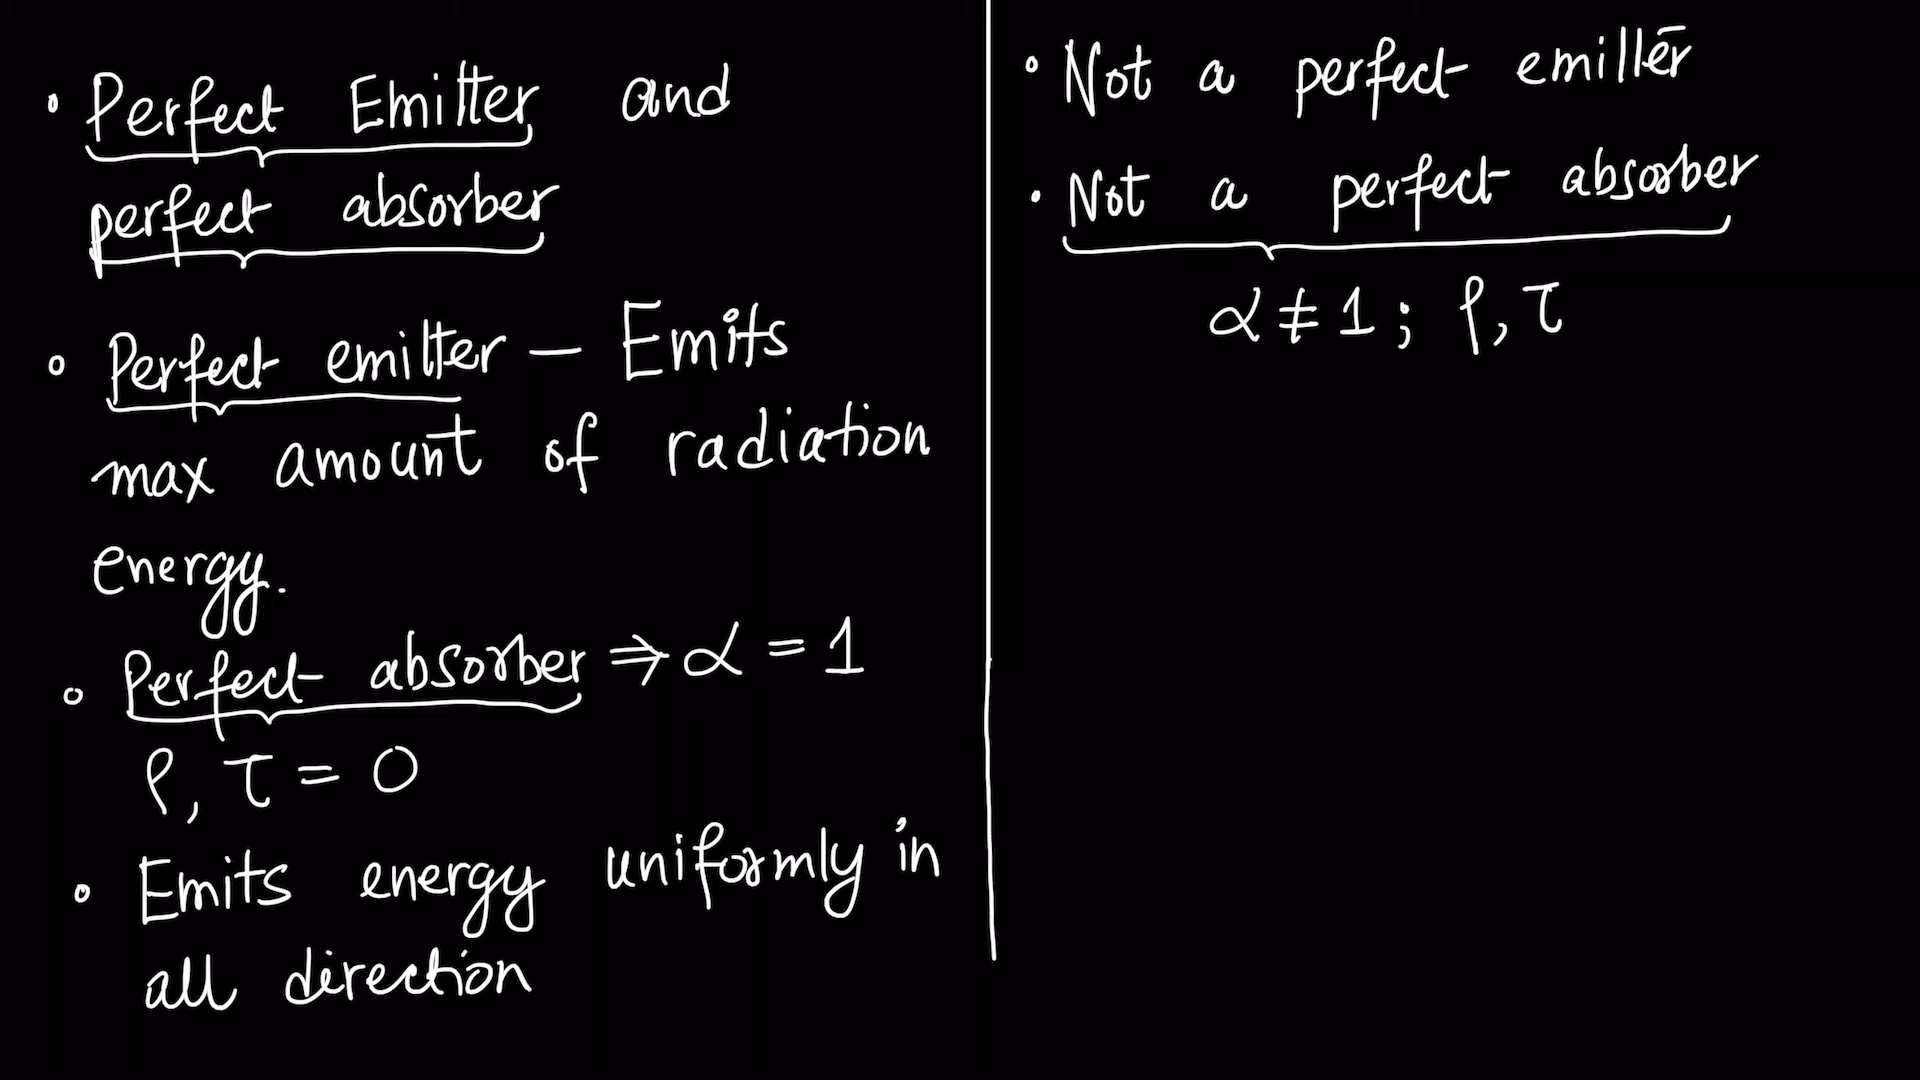 • Perfect Emitter and
perfect absorber
• Perfect emitter – Emits
max amount of radiation
energy.
• Perfect absorber ⇒ α = 1
ρ, τ = 0
• Emits energy uniformly in
all direction
• Not a perfect emitter
• Not a perfect absorber
α ≠ 1 ; ρ, τ